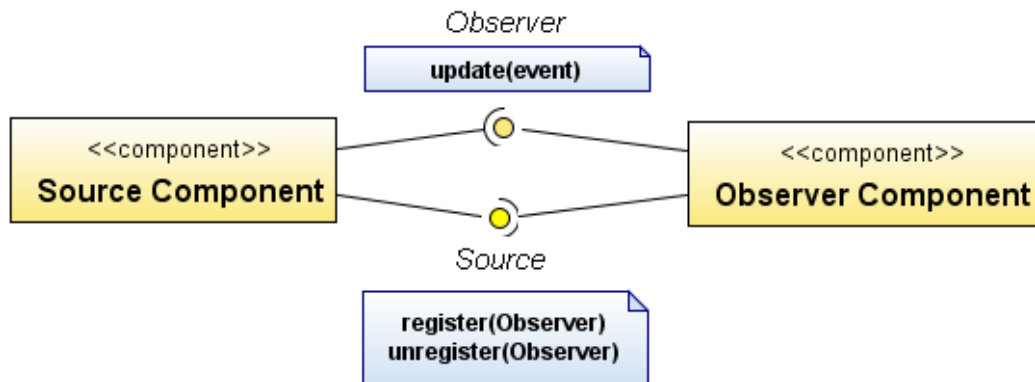 Observer
update(event)
<<component>>
Source Component
<<component>>
Observer Component
Source
register(Observer)
unregister(Observer)